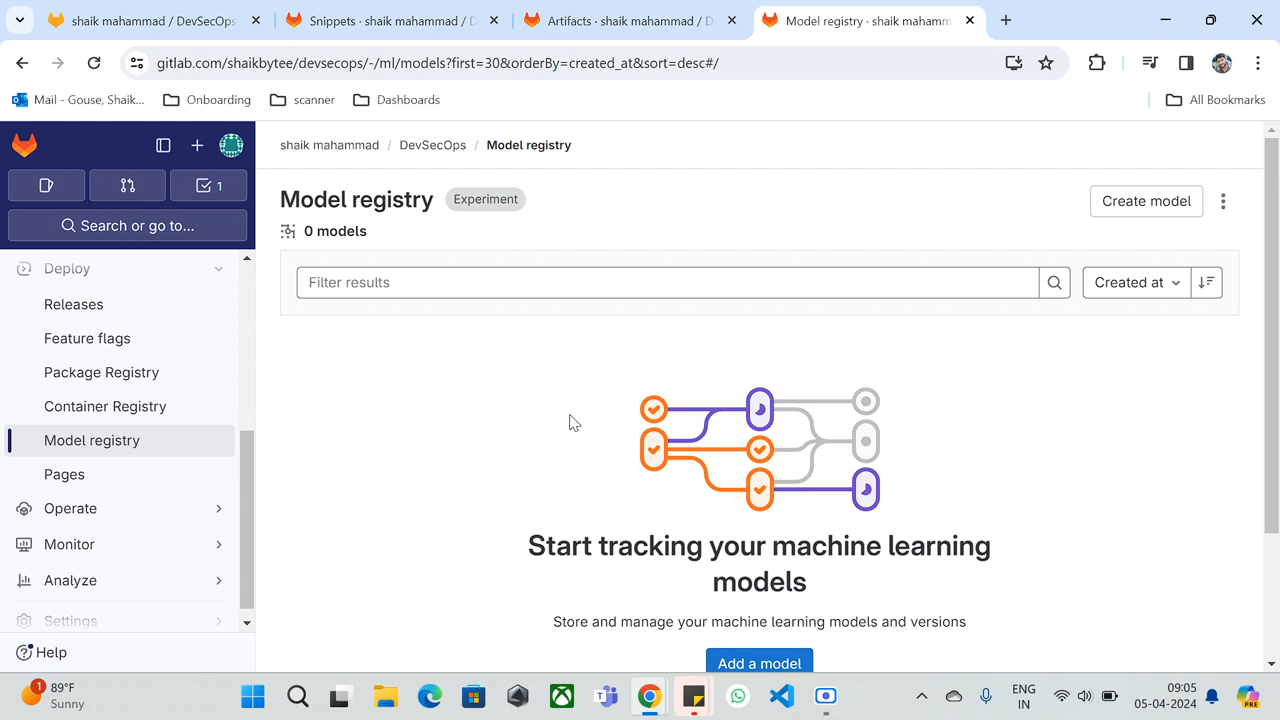 shaik mahammad / DevSecOps
Snippets · shaik mahammad / D
Artifacts · shaik mahammad / D
Model registry · shaik mahamm
gitlab.com/shaikbytee/devsecops/-/ml/models?first=30&orderBy=created_at&sort=desc#/
Mail - Gouse, Shaik...
Onboarding
scanner
Dashboards
All Bookmarks
1
Search or go to...
Deploy
Releases
Feature flags
Package Registry
Container Registry
Model registry
Pages
Operate
Monitor
Analyze
Settings
Help
shaik mahammad / DevSecOps / Model registry
Model registry
Experiment
Create model
0 models
Filter results
Created at
Start tracking your machine learning
models
Store and manage your machine learning models and versions
Add a model
1
89°F
Sunny
ENG
IN
09:05
05-04-2024
PRE